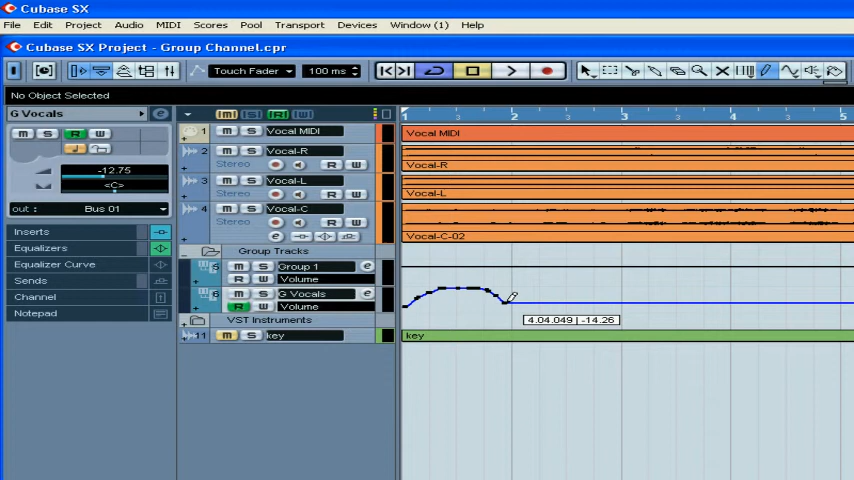 Cubase SX
File Edit Project Audio MIDI Scores Pool Transport Devices Window (1) Help
Cubase SX Project - Group Channel.cpr
Touch Fader 100 ms
No Object Selected
G Vocals
M S R W
-12.75
<C>
out : Bus 01
Inserts
Equalizers
Equalizer Curve
Sends
Channel
Notepad
1 2 3 4 5
1 m S Vocal MIDI
Vocal MIDI
2 m S Vocal-R
Stereo R W
Vocal-R
3 m S Vocal-L
Stereo R W
Vocal-L
4 m S Vocal-C
Stereo R W
e
Vocal-C-02
Group Tracks
5 m S Group 1 e
R W Volume
6 m S G Vocals e
R W Volume
VST Instruments
4.04.049 | -14.26
11 m S key
key